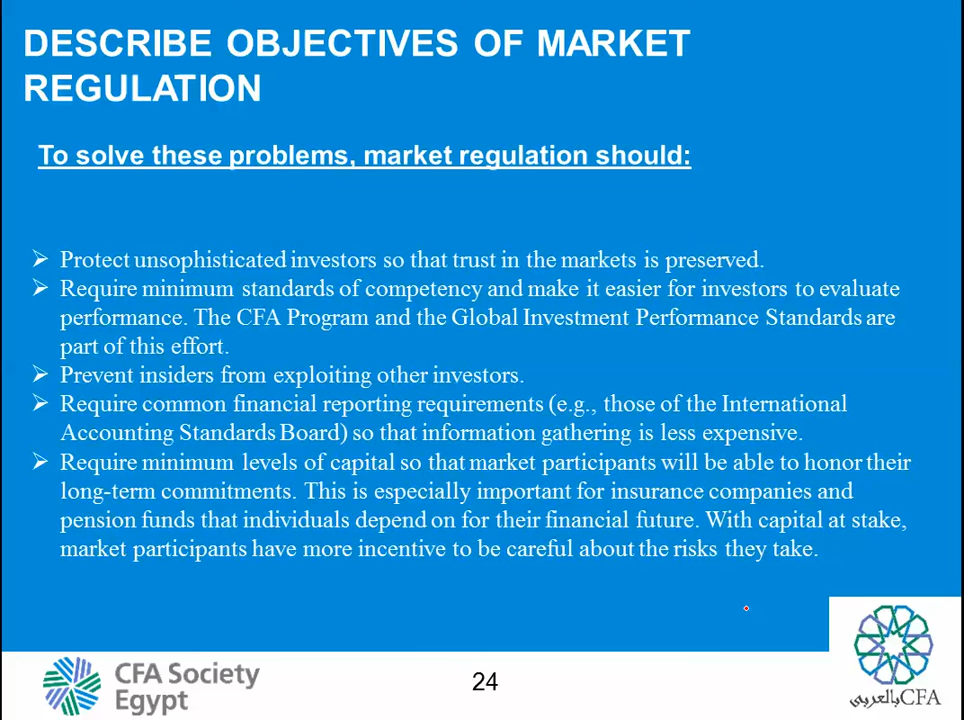 DESCRIBE OBJECTIVES OF MARKET
REGULATION
To solve these problems, market regulation should:
➢ Protect unsophisticated investors so that trust in the markets is preserved.
➢ Require minimum standards of competency and make it easier for investors to evaluate
performance. The CFA Program and the Global Investment Performance Standards are
part of this effort.
➢ Prevent insiders from exploiting other investors.
➢ Require common financial reporting requirements (e.g., those of the International
Accounting Standards Board) so that information gathering is less expensive.
➢ Require minimum levels of capital so that market participants will be able to honor their
long-term commitments. This is especially important for insurance companies and
pension funds that individuals depend on for their financial future. With capital at stake,
market participants have more incentive to be careful about the risks they take.
CFA Society
Egypt
24
CFA بالعربي